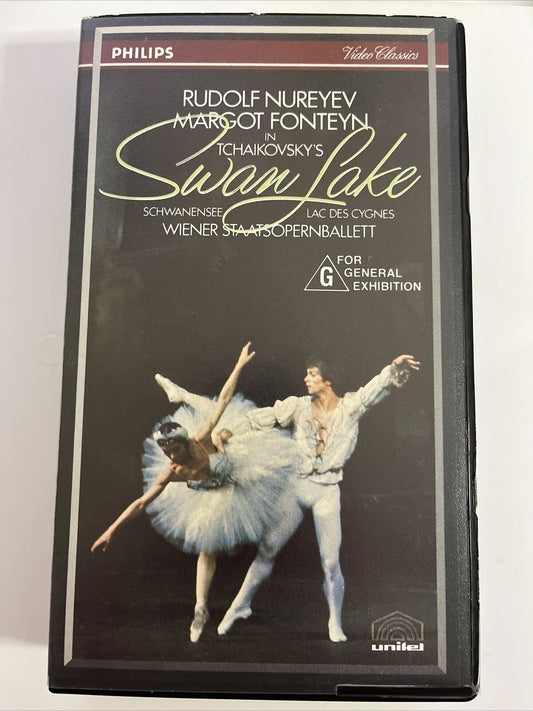 PHILIPS
Video Classics
RUDOLF NUREYEV
MARGOT FONTEYN
IN
TCHAIKOVSKY'S
Swan Lake
SCHWANENSEE LAC DES CYGNES
WIENER STAATSOPERNBALLETT
G
FOR
GENERAL
EXHIBITION
unitel